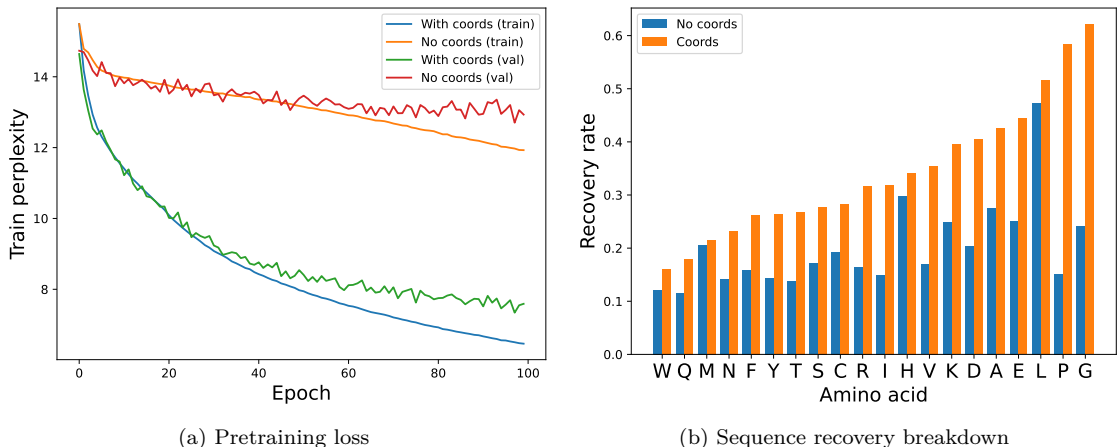 With coords (train)
No coords (train)
With coords (val)
No coords (val)
Train perplexity
14
12
10
8
0 20 40 60 80 100
Epoch
(a) Pretraining loss
No coords
Coords
Recovery rate
0.6
0.5
0.4
0.3
0.2
0.1
0.0
W Q M N F Y T S C R I H V K D A E L P G
Amino acid
(b) Sequence recovery breakdown